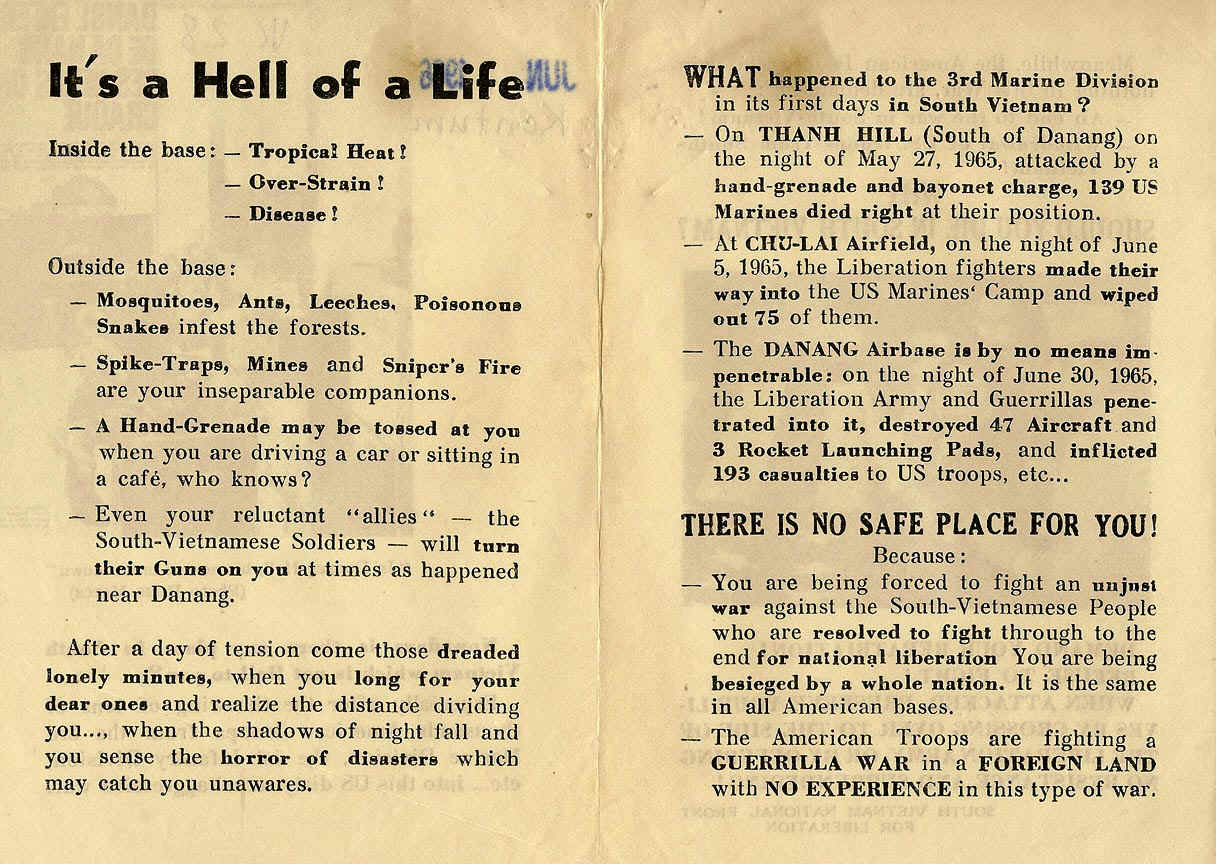 It's a Hell of a Life
JUN 1966
Inside the base: — Tropical Heat!
— Over-Strain!
— Disease!
Outside the base:
— Mosquitoes, Ants, Leeches, Poisonous
Snakes infest the forests.
— Spike-Traps, Mines and Sniper's Fire
are your inseparable companions.
— A Hand-Grenade may be tossed at you
when you are driving a car or sitting in
a café, who knows?
— Even your reluctant “allies“ — the
South-Vietnamese Soldiers — will turn
their Guns on you at times as happened
near Danang.
After a day of tension come those dreaded
lonely minutes, when you long for your
dear ones and realize the distance dividing
you..., when the shadows of night fall and
you sense the horror of disasters which
may catch you unawares.
WHAT happened to the 3rd Marine Division
in its first days in South Vietnam?
— On THANH HILL (South of Danang) on
the night of May 27, 1965, attacked by a
hand-grenade and bayonet charge, 139 US
Marines died right at their position.
— At CHU-LAI Airfield, on the night of June
5, 1965, the Liberation fighters made their
way into the US Marines‘ Camp and wiped
out 75 of them.
— The DANANG Airbase is by no means im-
penetrable: on the night of June 30, 1965,
the Liberation Army and Guerrillas pene-
trated into it, destroyed 47 Aircraft and
3 Rocket Launching Pads, and inflicted
193 casualties to US troops, etc...
THERE IS NO SAFE PLACE FOR YOU!
Because:
— You are being forced to fight an unjust
war against the South-Vietnamese People
who are resolved to fight through to the
end for national liberation You are being
besieged by a whole nation. It is the same
in all American bases.
— The American Troops are fighting a
GUERRILLA WAR in a FOREIGN LAND
with NO EXPERIENCE in this type of war.
SOUTH VIETNAM NATIONAL FRONT
FOR LIBERATION